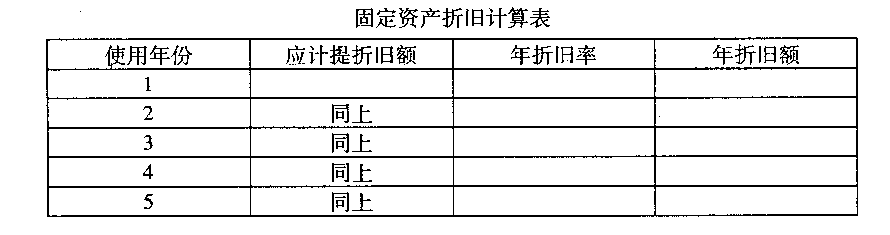 固定资产折旧计算表
使用年份 应计提折旧额 年折旧率 年折旧额
1
2 同上
3 同上
4 同上
5 同上